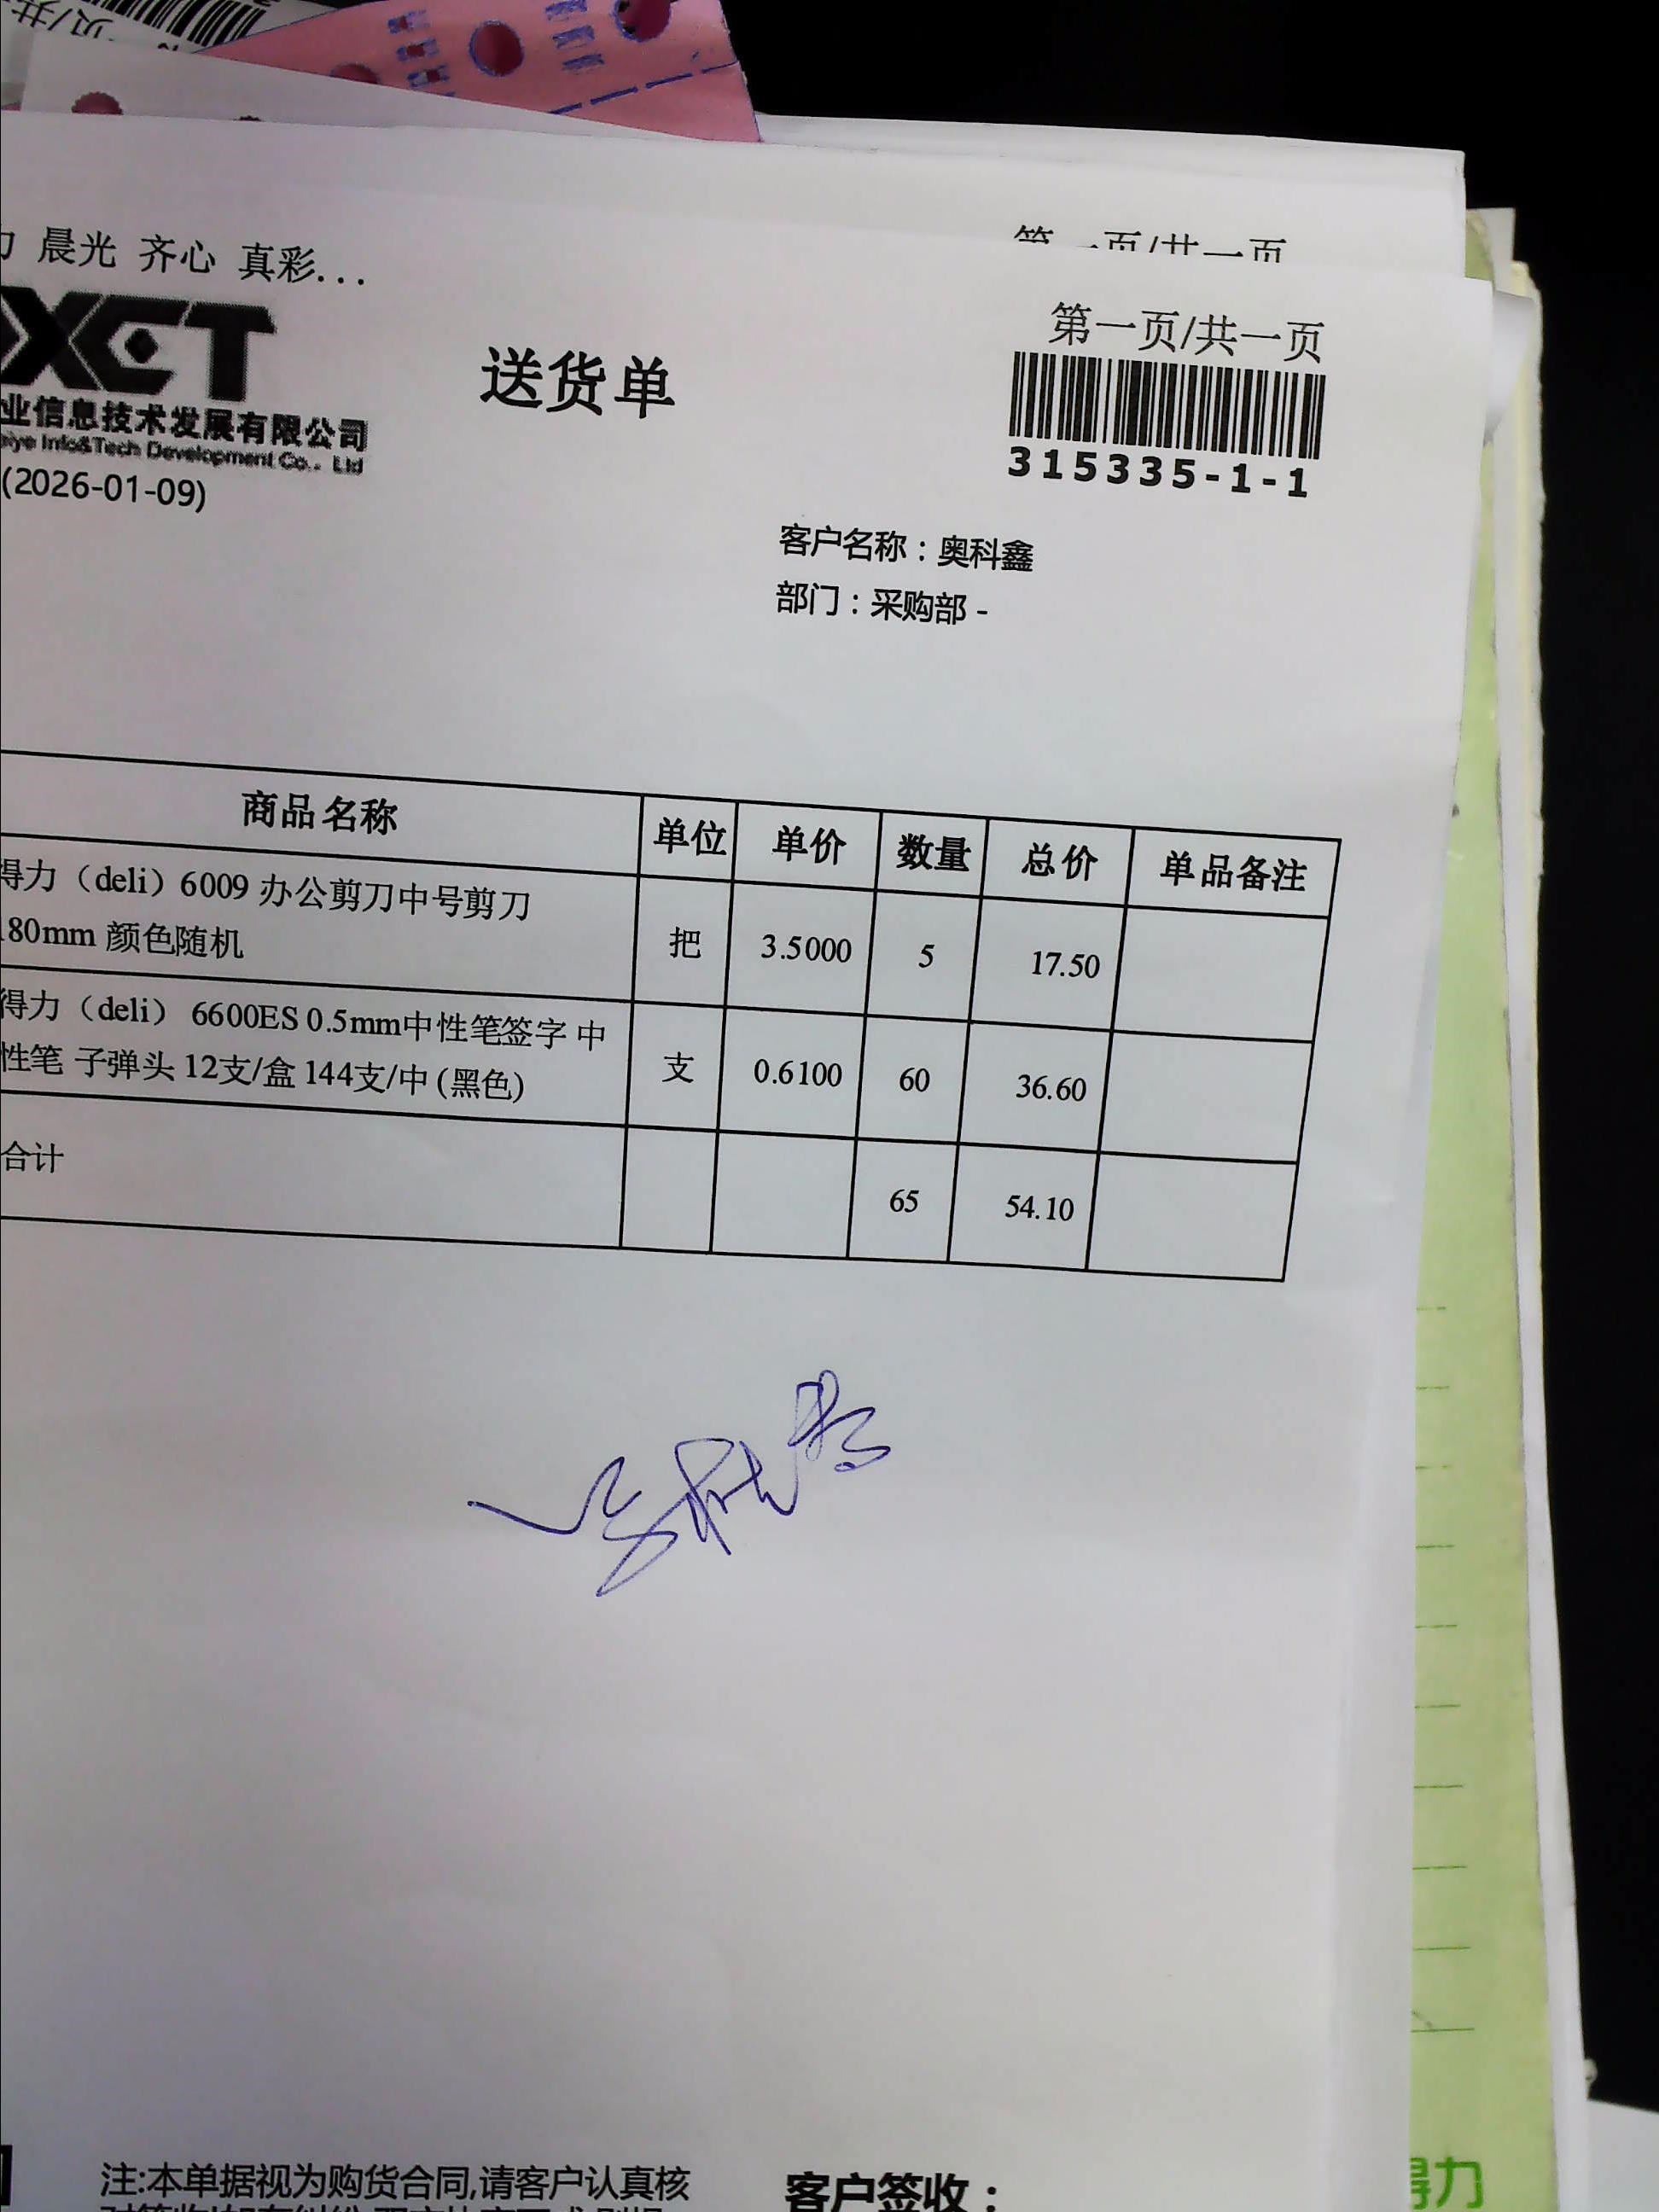 第一页/共一页
晨光 齐心 真彩...
第一页/共一页
XET
送货单
业信息技术发展有限公司
iye Info&Tech Development Co., Ltd
315335-1-1
(2026-01-09)
客户名称：奥科鑫
部门：采购部 -
商品名称 单位 单价 数量 总价 单品备注
得力（deli）6009 办公剪刀中号剪刀
180mm 颜色随机 把 3.5000 5 17.50
得力（deli） 6600ES 0.5mm中性笔签字 中
性笔 子弹头 12支/盒 144支/中 (黑色) 支 0.6100 60 36.60
合计 65 54.10
注:本单据视为购货合同,请客户认真核
客户签收：
得力